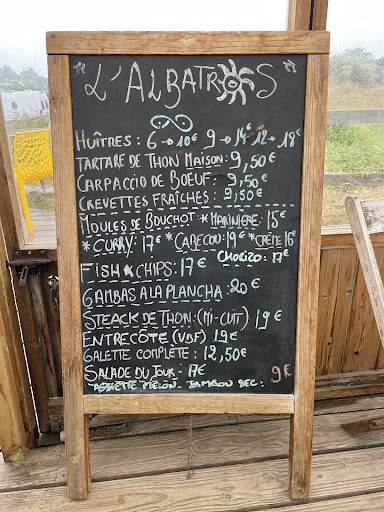 L'ALBATROS
HUÎTRES : 6 → 10€ 9 → 14€ 12 → 18€
TARTARE DE THON MAISON : 9,50€
CARPACCIO DE BOEUF : 9,50€
CREVETTES FRAÎCHES : 9,50€
MOULES DE BOUCHOT : * MARINIÈRE : 15€
* CURRY : 17€ * CABECOU : 19€ * CRÈME 16€
CHORIZO : 17€
FISH & CHIPS : 17€
GAMBAS A LA PLANCHA : 20€
STEACK DE THON : (MI-CUIT) 19€
ENTRECÔTE (VBF) 19€
GALETTE COMPLÈTE : 12,50€
SALADE DU JOUR - 17€
ASSIETTE MELON - JAMBON SEC : 9€